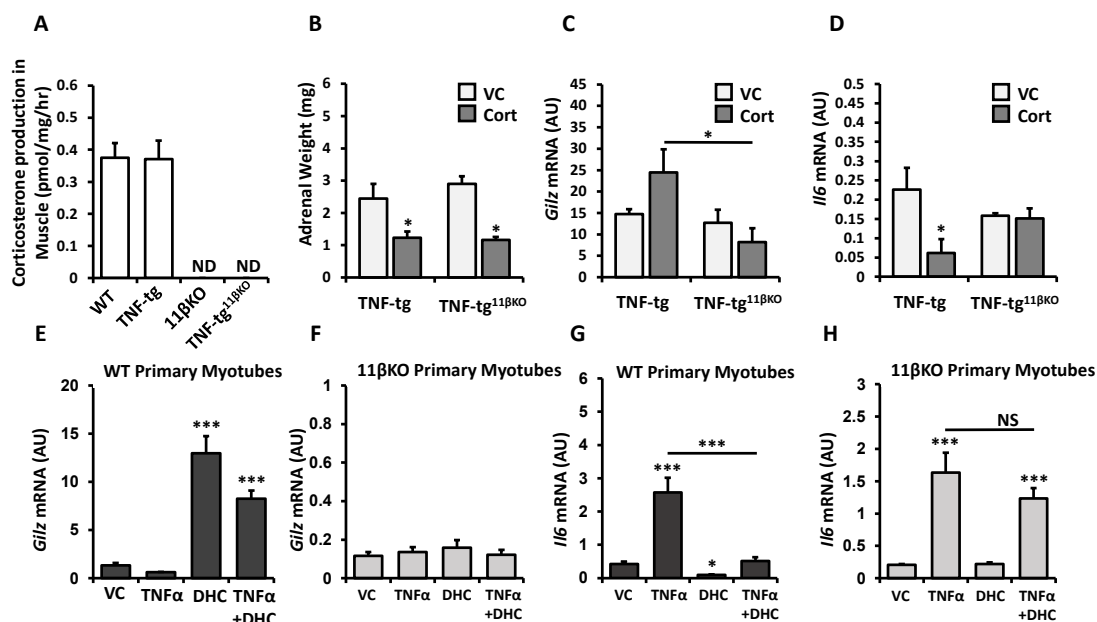 A
Corticosterone production in
Muscle (pmol/mg/hr)
0.6
0.5
0.4
0.3
0.2
0.1
0
ND
ND
WT
TNF-tg
11βKO
TNF-tg11βKO
B
Adrenal Weight (mg)
6
5
4
3
2
1
0
VC
Cort
*
*
TNF-tg
TNF-tg11βKO
C
Gilz mRNA (AU)
45
40
35
30
25
20
15
10
5
0
VC
Cort
*
TNF-tg
TNF-tg11βKO
D
Il6 mRNA (AU)
0.5
0.45
0.4
0.35
0.3
0.25
0.2
0.15
0.1
0.05
0
VC
Cort
*
TNF-tg
TNF-tg11βKO
E
WT Primary Myotubes
Gilz mRNA (AU)
20
15
10
5
0
***
***
VC
TNFα
DHC
TNFα
+DHC
F
11βKO Primary Myotubes
Gilz mRNA (AU)
1
0.8
0.6
0.4
0.2
0
VC
TNFα
DHC
TNFα
+DHC
G
WT Primary Myotubes
Il6 mRNA (AU)
6
5
4
3
2
1
0
***
***
*
VC
TNFα
DHC
TNFα
+DHC
H
11βKO Primary Myotubes
Il6 mRNA (AU)
3
2.5
2
1.5
1
0.5
0
NS
***
***
VC
TNFα
DHC
TNFα
+DHC